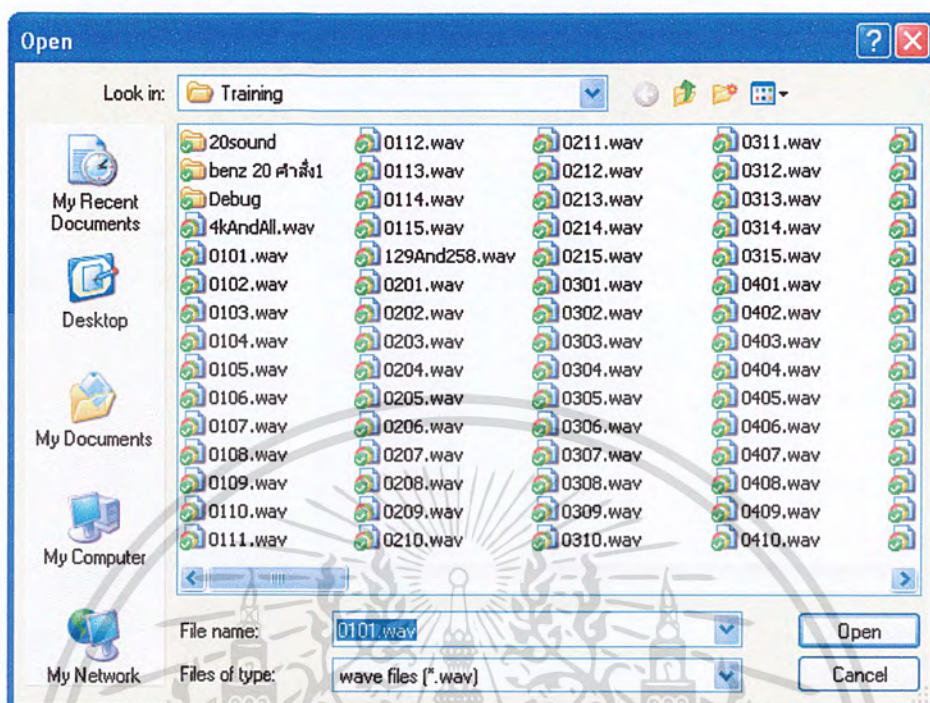 Open
Look in: Training
My Recent Documents
Desktop
My Documents
My Computer
My Network
20sound
benz 20 คำสั่ง1
Debug
4kAndAll.wav
0101.wav
0102.wav
0103.wav
0104.wav
0105.wav
0106.wav
0107.wav
0108.wav
0109.wav
0110.wav
0111.wav
0112.wav
0113.wav
0114.wav
0115.wav
129And258.wav
0201.wav
0202.wav
0203.wav
0204.wav
0205.wav
0206.wav
0207.wav
0208.wav
0209.wav
0210.wav
0211.wav
0212.wav
0213.wav
0214.wav
0215.wav
0301.wav
0302.wav
0303.wav
0304.wav
0305.wav
0306.wav
0307.wav
0308.wav
0309.wav
0310.wav
0311.wav
0312.wav
0313.wav
0314.wav
0315.wav
0401.wav
0402.wav
0403.wav
0404.wav
0405.wav
0406.wav
0407.wav
0408.wav
0409.wav
0410.wav
File name: 0101.wav
Open
Files of type: wave files (*.wav)
Cancel